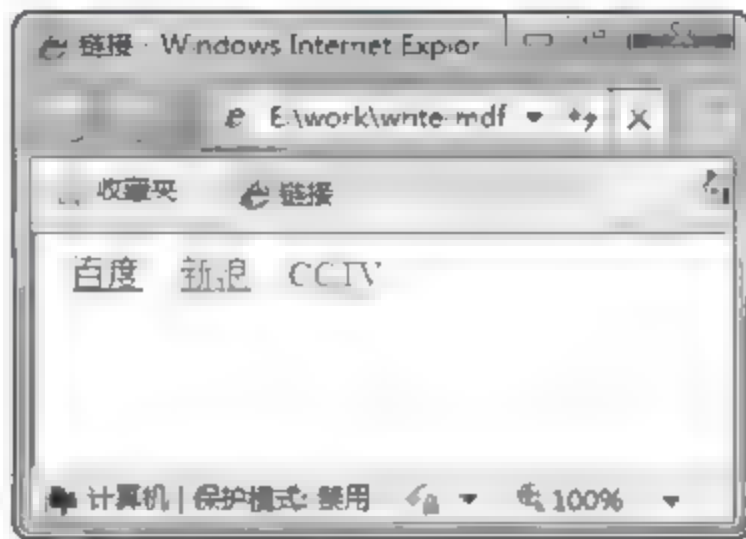 链接 - Windows Internet Explor
E:\work\write-mdf
收藏夹 链接
百度 新浪 CCTV
计算机 | 保护模式: 禁用 100%